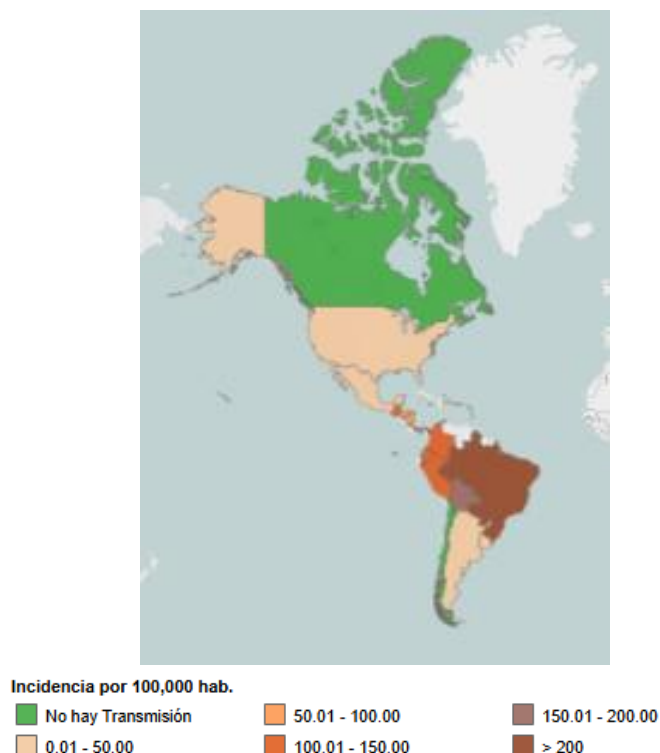 Incidencia por 100,000 hab.
No hay Transmisión 50.01 - 100.00 150.01 - 200.00
0.01 - 50.00 100.01 - 150.00 > 200